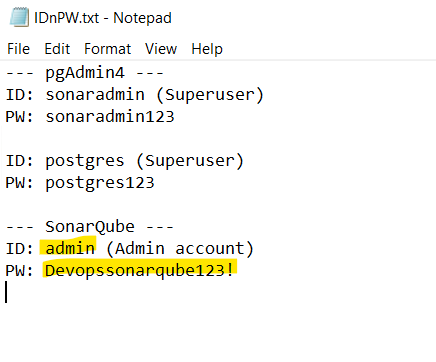 IDnPW.txt - Notepad
File Edit Format View Help
--- pgAdmin4 ---
ID: sonaradmin (Superuser)
PW: sonaradmin123
ID: postgres (Superuser)
PW: postgres123
--- SonarQube ---
ID: admin (Admin account)
PW: Devopssonarqube123!